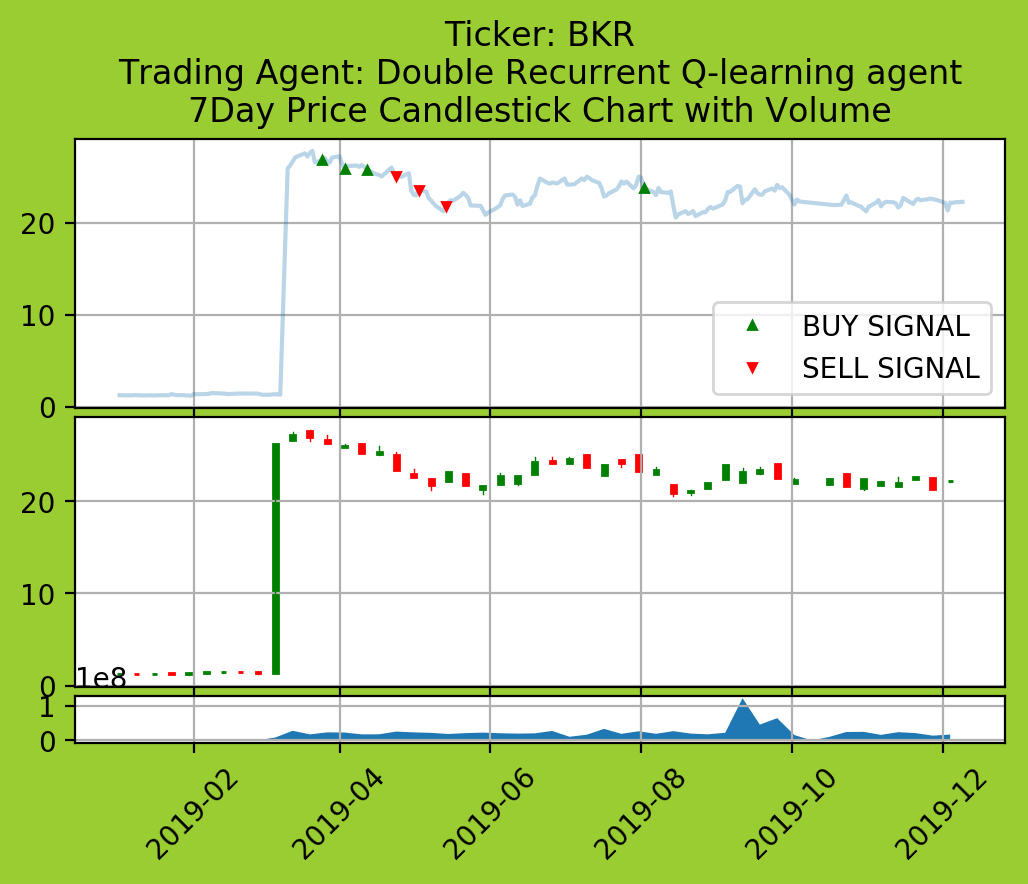 Ticker: BKR
Trading Agent: Double Recurrent Q-learning agent
7Day Price Candlestick Chart with Volume
20
10
0
BUY SIGNAL
SELL SIGNAL
20
10
0
1e8
1
0
2019-02
2019-04
2019-06
2019-08
2019-10
2019-12